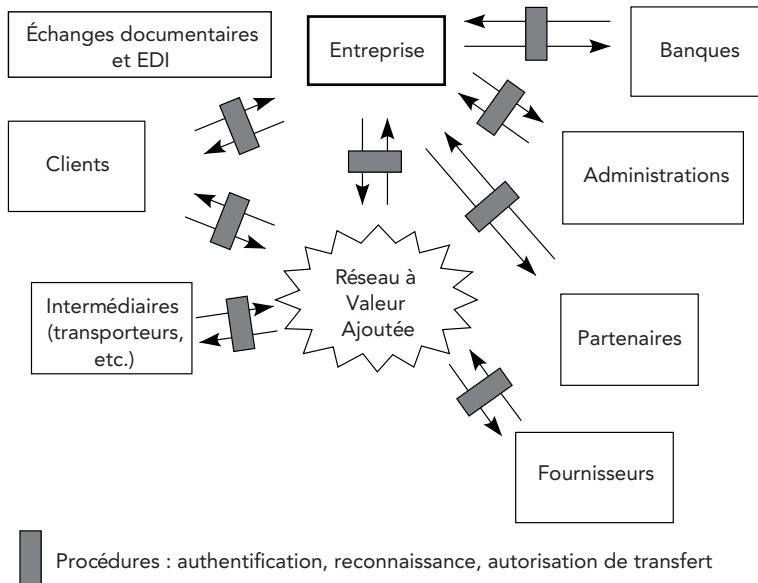 Échanges documentaires
et EDI
Entreprise
Banques
Clients
Administrations
Réseau à
Valeur
Ajoutée
Intermédiaires
(transporteurs,
etc.)
Partenaires
Fournisseurs
Procédures : authentification, reconnaissance, autorisation de transfert